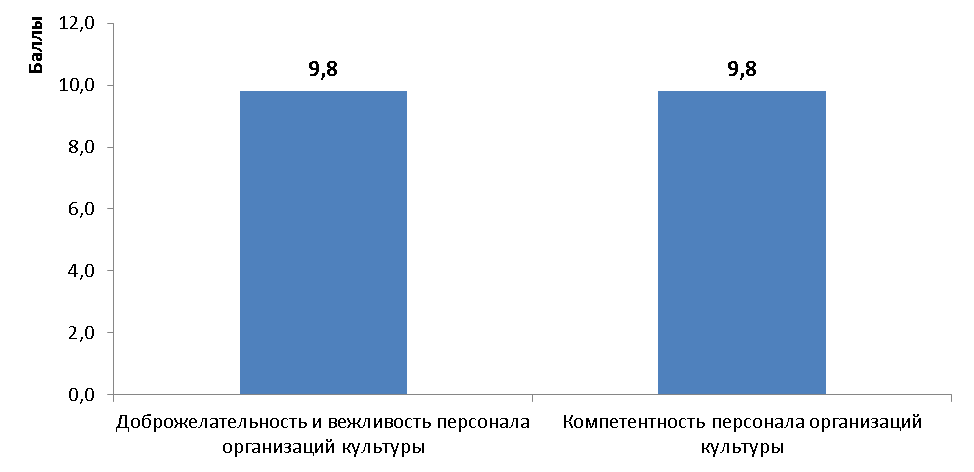 Баллы
12,0
10,0
8,0
6,0
4,0
2,0
0,0
9,8
9,8
Доброжелательность и вежливость персонала
организаций культуры
Компетентность персонала организаций
культуры